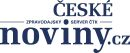 ČESKÉ
ZPRAVODAJSKÝ SERVER ČTK
noviny.cz